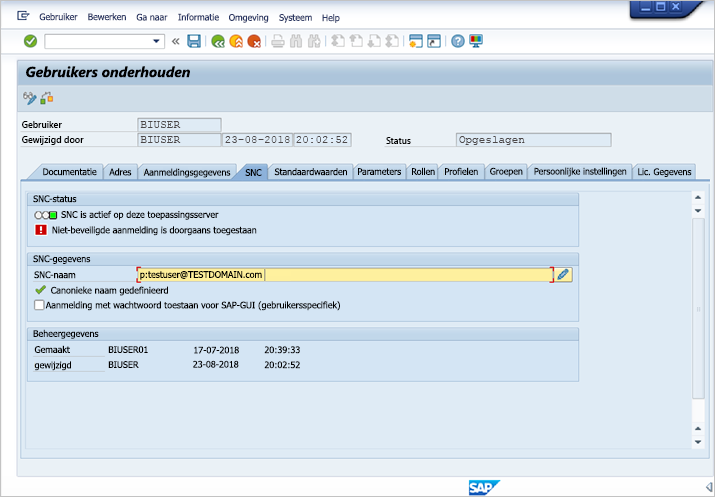 Gebruiker Bewerken Ga naar Informatie Omgeving Systeem Help
Gebruikers onderhouden
Gebruiker BIUSER
Gewijzigd door BIUSER 23-08-2018 20:02:52 Status Opgeslagen
Documentatie Adres Aanmeldingsgegevens SNC Standaardwaarden Parameters Rollen Profielen Groepen Persoonlijke instellingen Lic. Gegevens
SNC-status
SNC is actief op deze toepassingsserver
Niet-beveiligde aanmelding is doorgaans toegestaan
SNC-gegevens
SNC-naam p:testuser@TESTDOMAIN.com
Canonieke naam gedefinieerd
Aanmelding met wachtwoord toestaan voor SAP-GUI (gebruikersspecifiek)
Beheergegevens
Gemaakt BIUSER01 17-07-2018 20:39:33
gewijzigd BIUSER 23-08-2018 20:02:52
SAP